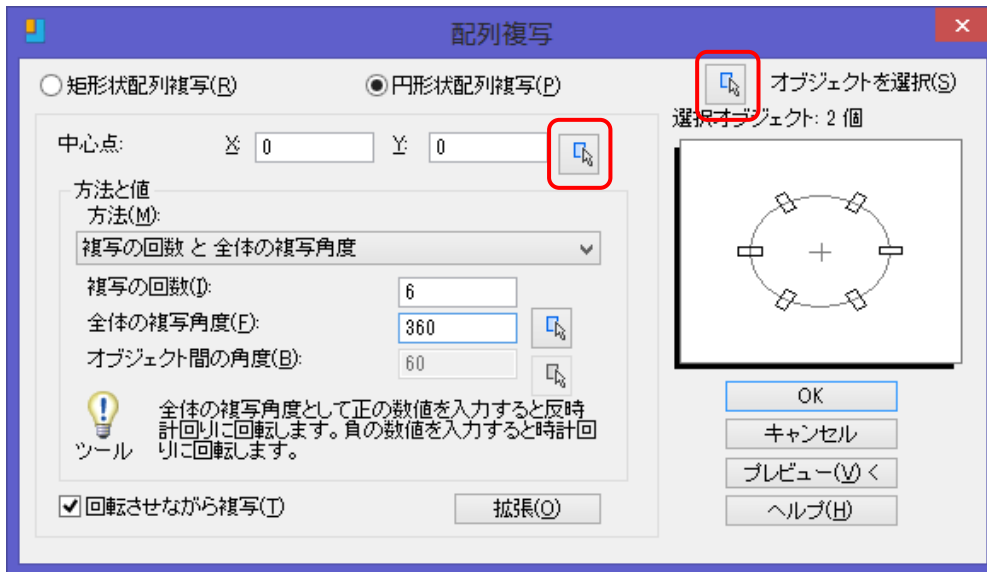 配列複写
矩形状配列複写(R)
円形状配列複写(P)
オブジェクトを選択(S)
選択オブジェクト: 2 個
中心点: X: 0 Y: 0
方法と値
方法(M):
複写の回数 と 全体の複写角度
複写の回数(I): 6
全体の複写角度(F): 360
オブジェクト間の角度(B): 60
ツール
全体の複写角度として正の数値を入力すると反時
計回りに回転します。負の数値を入力すると時計回
りに回転します。
回転させながら複写(T)
拡張(O)
OK
キャンセル
プレビュー(V) <
ヘルプ(H)